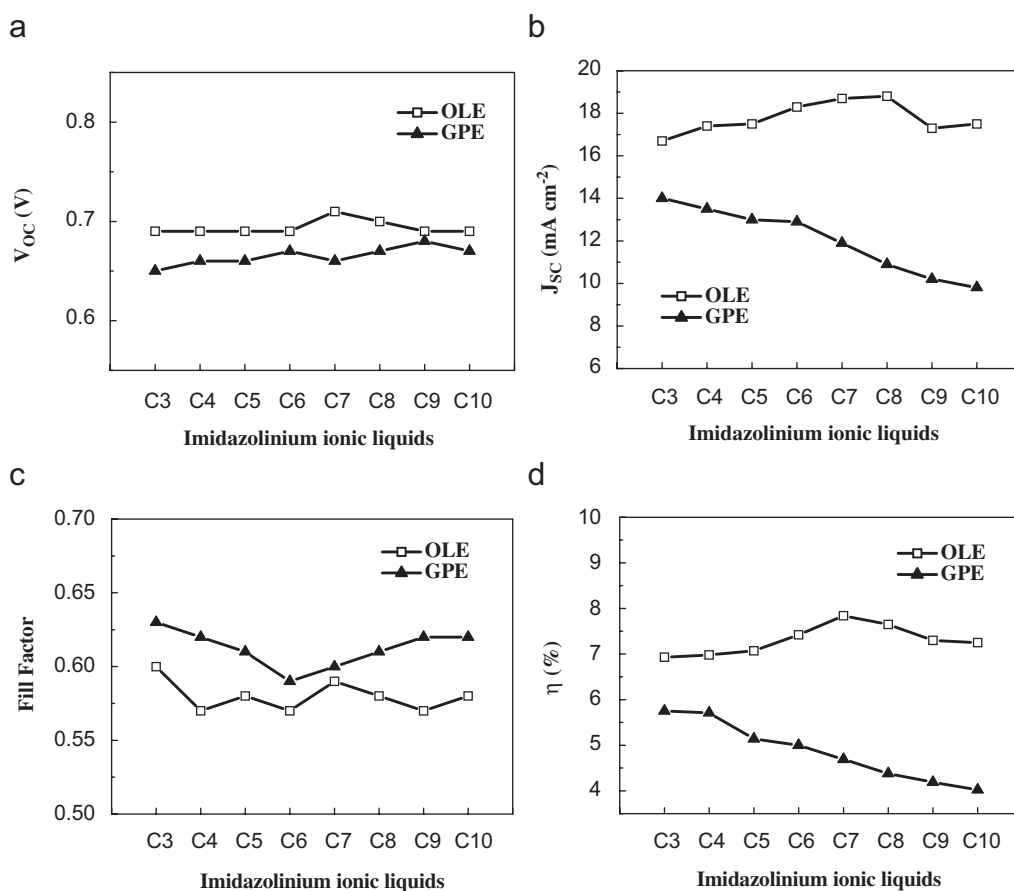 a
0.8
0.7
0.6
V_OC (V)
OLE
GPE
C3 C4 C5 C6 C7 C8 C9 C10
Imidazolinium ionic liquids
b
20
18
16
14
12
10
8
6
J_SC (mA cm⁻²)
OLE
GPE
C3 C4 C5 C6 C7 C8 C9 C10
Imidazolinium ionic liquids
c
0.70
0.65
0.60
0.55
0.50
Fill Factor
OLE
GPE
C3 C4 C5 C6 C7 C8 C9 C10
Imidazolinium ionic liquids
d
10
9
8
7
6
5
4
η (%)
OLE
GPE
C3 C4 C5 C6 C7 C8 C9 C10
Imidazolinium ionic liquids